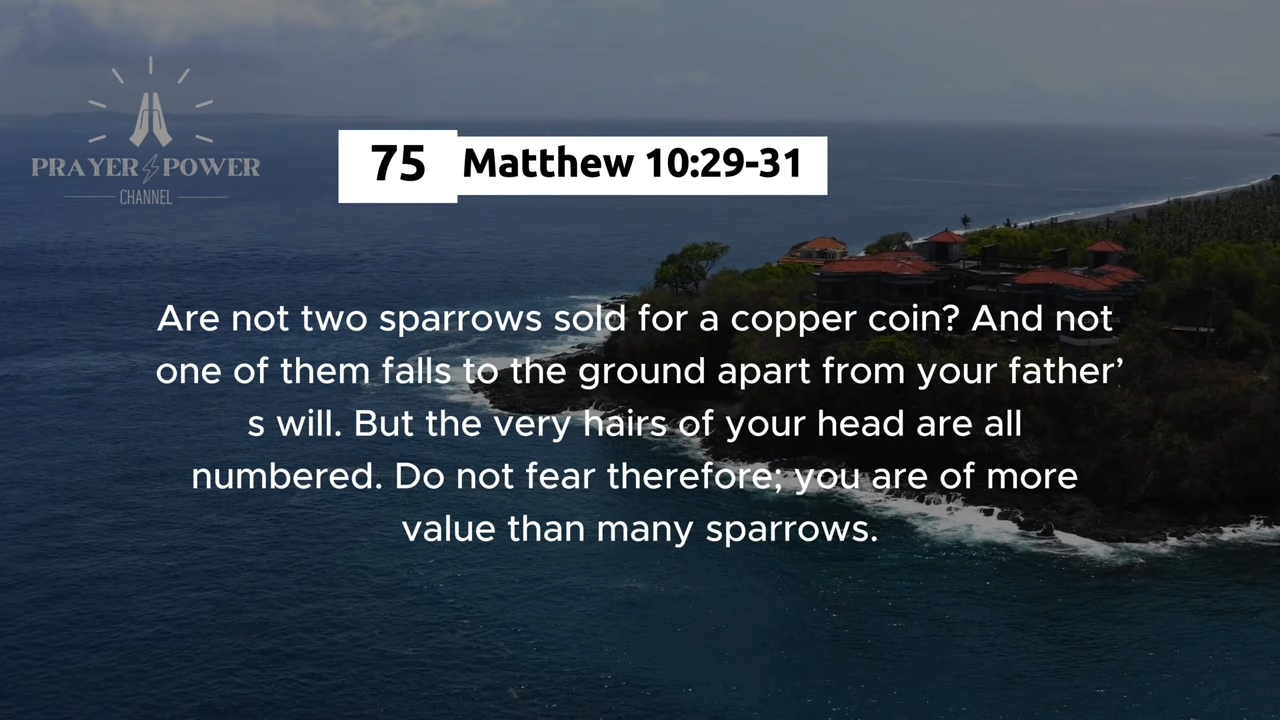 PRAYER POWER
CHANNEL
75 Matthew 10:29-31
Are not two sparrows sold for a copper coin? And not
one of them falls to the ground apart from your father’
s will. But the very hairs of your head are all
numbered. Do not fear therefore; you are of more
value than many sparrows.